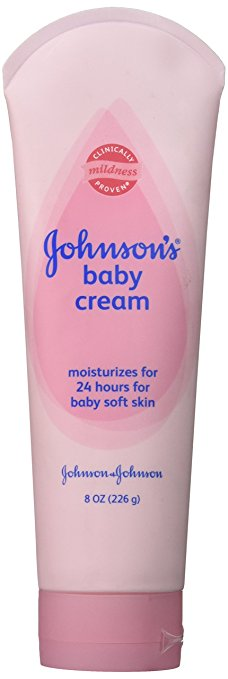 CLINICALLY
mildness
PROVEN®
Johnson's®
baby
cream
moisturizes for
24 hours for
baby soft skin
Johnson & Johnson
8 OZ (226 g)